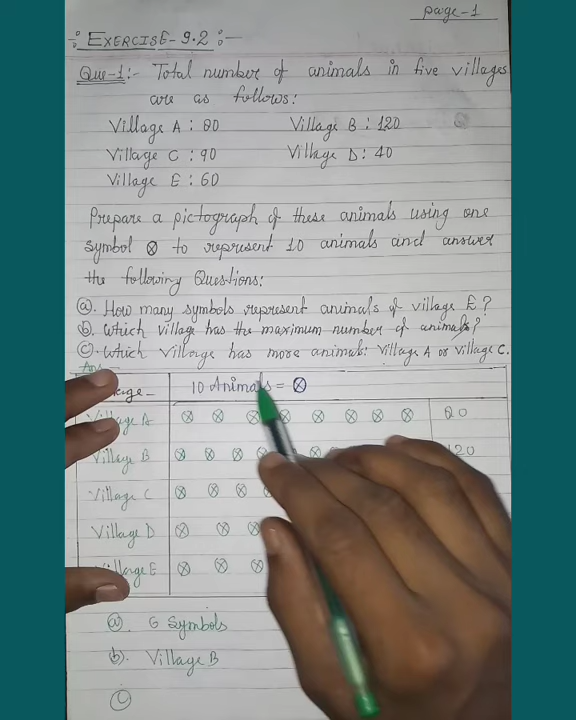 page-1
-: EXERCISE-9.2 :-
Que-1:- Total number of animals in five villages
are as follows:
Village A : 80 Village B : 120
Village C : 90 Village D : 40
Village E : 60
Prepare a pictograph of these animals using one
symbol ⊗ to represent 10 animals and answer
the following Questions:
(a). How many symbols represent animals of village E ?
(b). Which village has the maximum number of animals?
(c). Which village has more animals: village A or village C.
Ans-
10 Animals = ⊗
Village A ⊗ ⊗ ⊗ ⊗ ⊗ ⊗ ⊗ ⊗ 80
Village B ⊗ ⊗ ⊗ ⊗ ⊗ 120
Village C ⊗ ⊗ ⊗
Village D ⊗ ⊗ ⊗
Village E ⊗ ⊗ ⊗
(a). 6 Symbols
(b). Village B
(c)